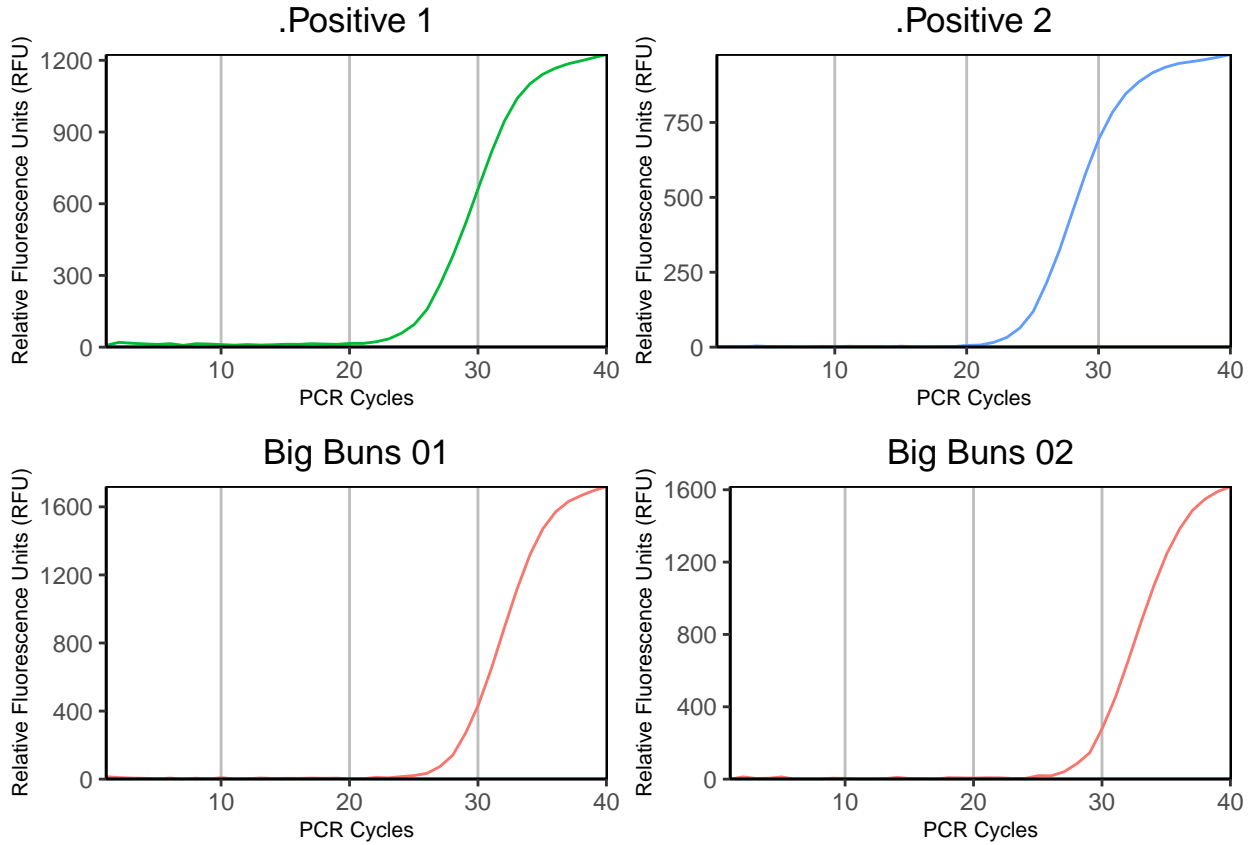 .Positive 1
Relative Fluorescence Units (RFU)
1200
900
600
300
0
10
20
30
40
PCR Cycles
.Positive 2
Relative Fluorescence Units (RFU)
750
500
250
0
10
20
30
40
PCR Cycles
Big Buns 01
Relative Fluorescence Units (RFU)
1600
1200
800
400
0
10
20
30
40
PCR Cycles
Big Buns 02
Relative Fluorescence Units (RFU)
1600
1200
800
400
0
10
20
30
40
PCR Cycles